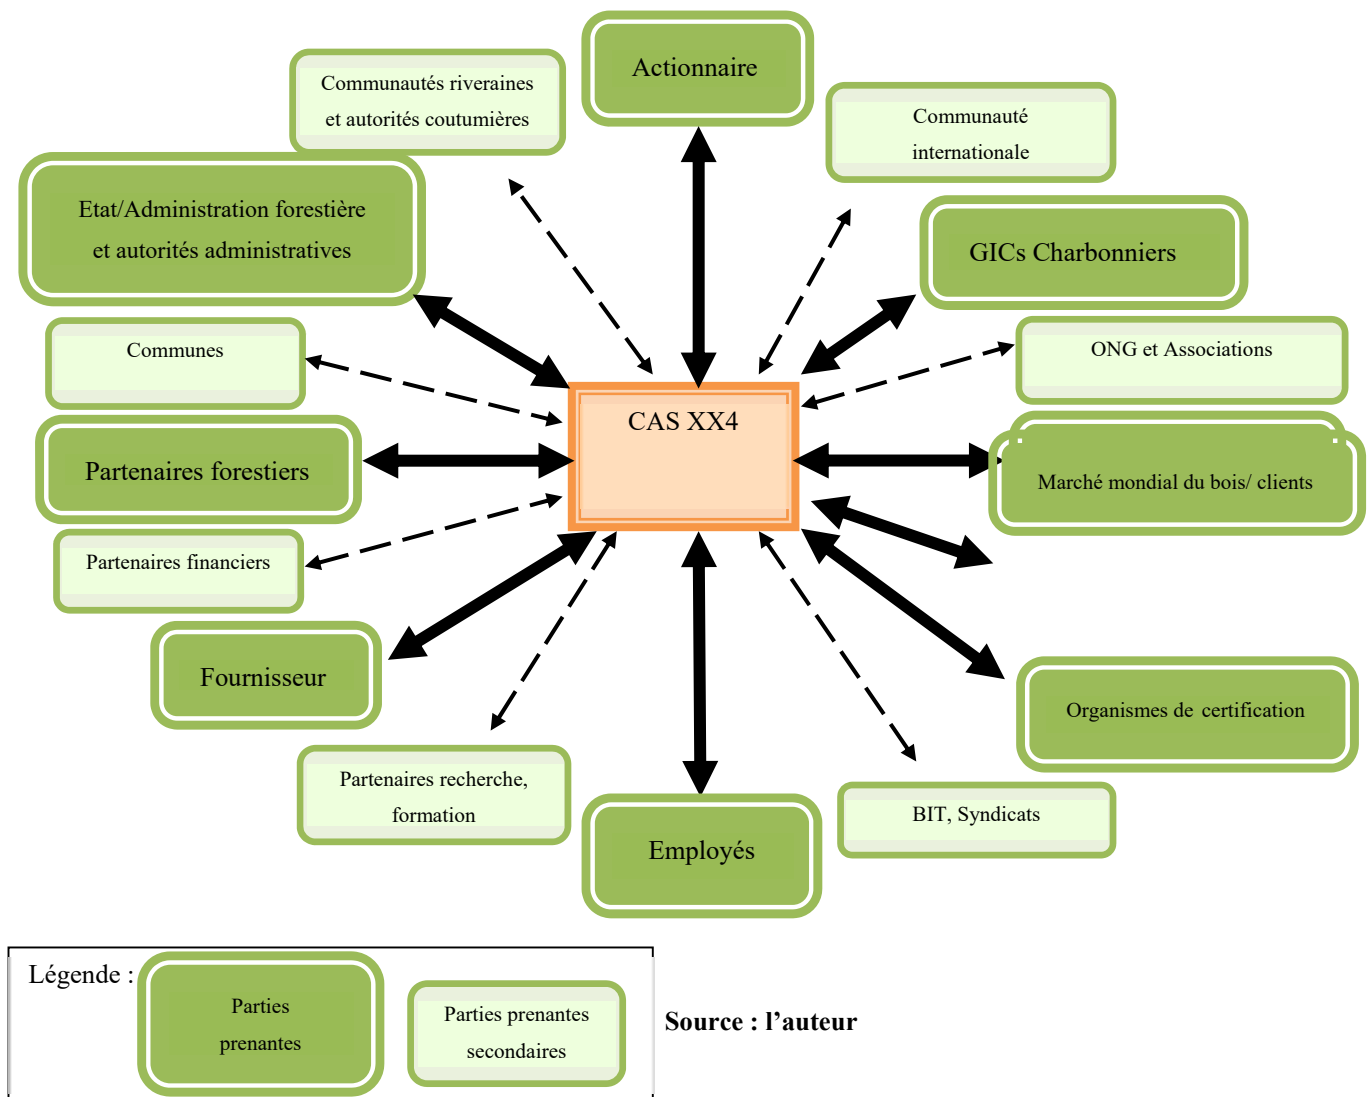 Actionnaire
Communautés riveraines
et autorités coutumières
Communauté
internationale
Etat/Administration forestière
et autorités administratives
GICs Charbonniers
Communes
ONG et Associations
CAS XX4
Partenaires forestiers
Marché mondial du bois/ clients
Partenaires financiers
Fournisseur
Organismes de certification
Partenaires recherche,
formation
BIT, Syndicats
Employés
Légende :
Parties
prenantes
Parties prenantes
secondaires
Source : l’auteur